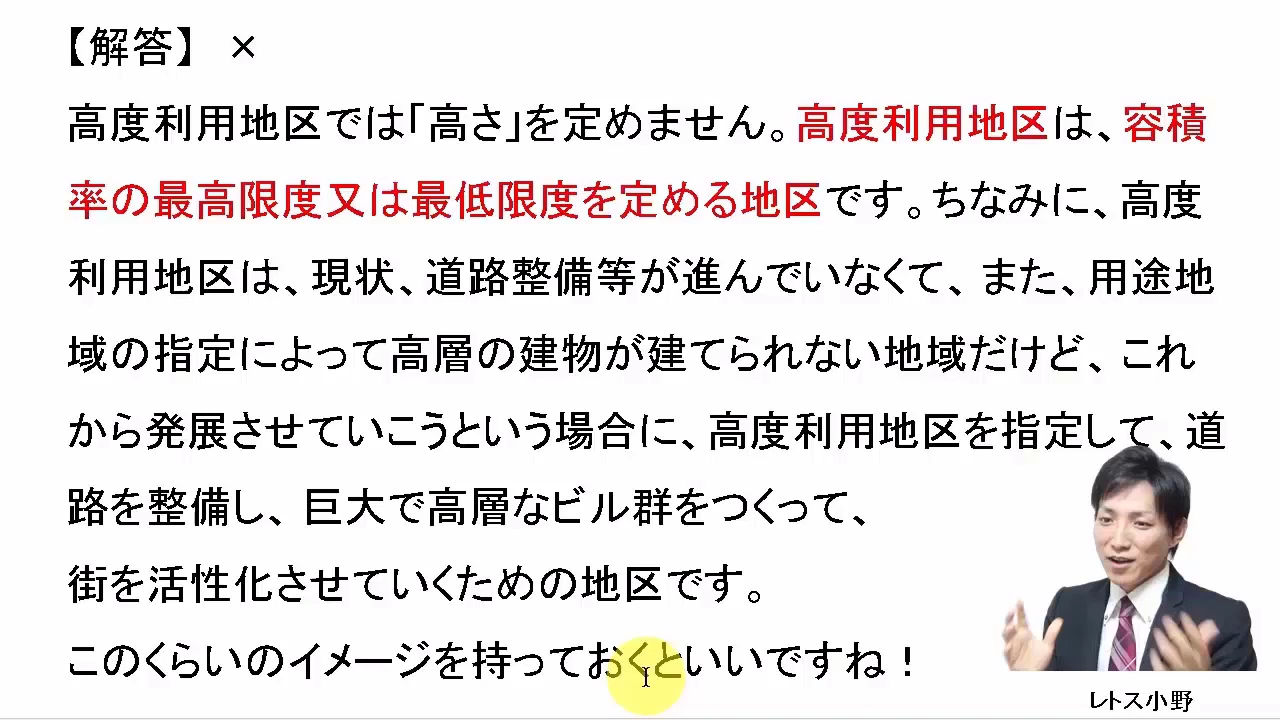 【解答】 ×
高度利用地区では「高さ」を定めません。高度利用地区は、容積
率の最高限度又は最低限度を定める地区です。ちなみに、高度
利用地区は、現状、道路整備等が進んでいなくて、また、用途地
域の指定によって高層の建物が建てられない地域だけど、これ
から発展させていこうという場合に、高度利用地区を指定して、道
路を整備し、巨大で高層なビル群をつくって、
街を活性化させていくための地区です。
このくらいのイメージを持っておくといいですね！
レトス小野